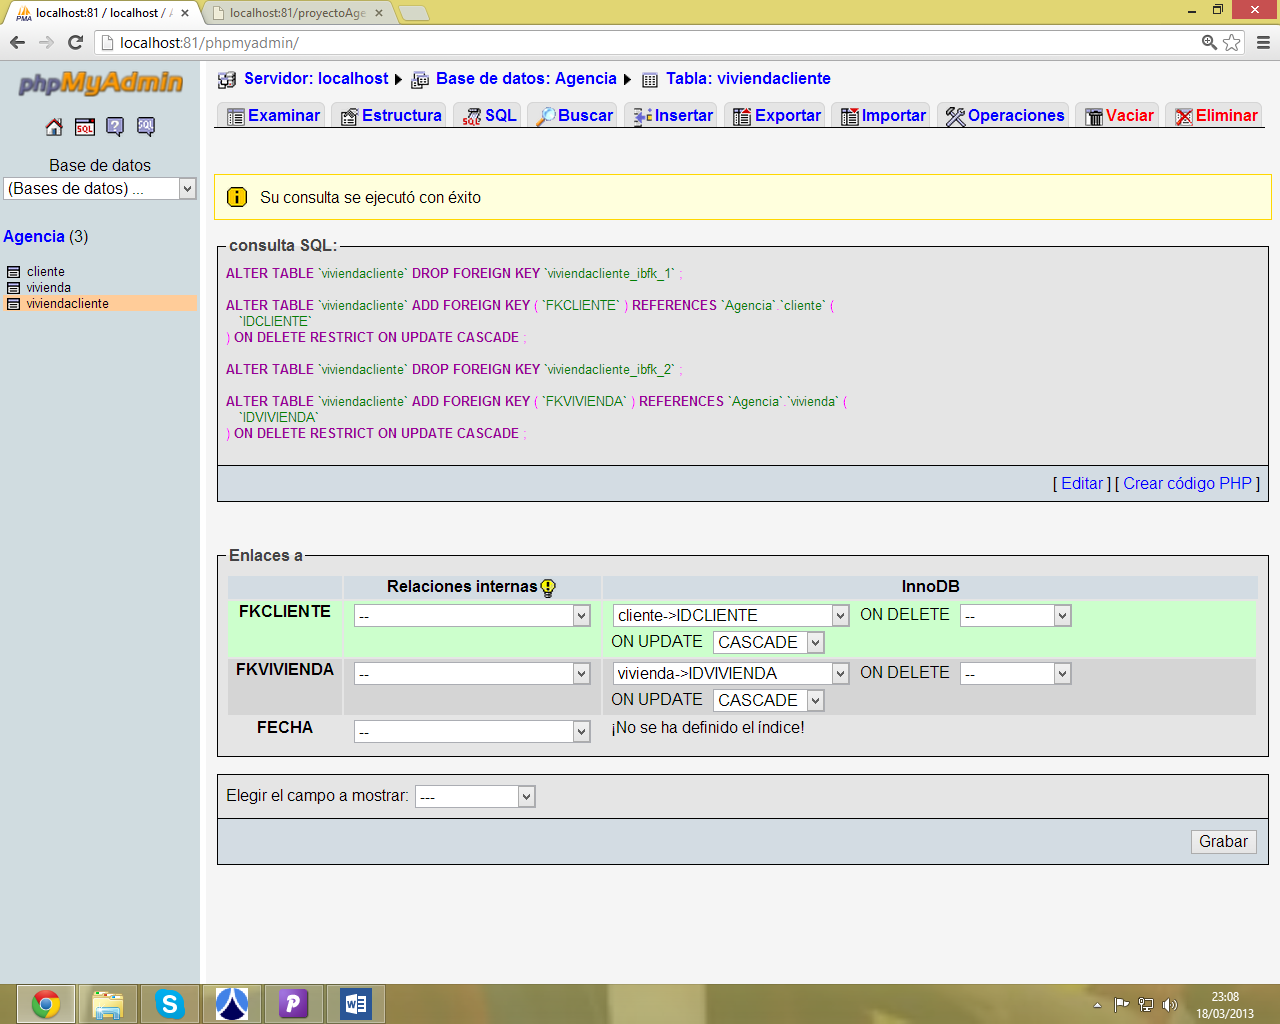 localhost:81 / localhost / A
localhost:81/proyectoAge
localhost:81/phpmyadmin/
phpMyAdmin
Base de datos
(Bases de datos) ...
Agencia (3)
cliente
vivienda
viviendacliente
Servidor: localhost Base de datos: Agencia Tabla: viviendacliente
Examinar Estructura SQL Buscar Insertar Exportar Importar Operaciones Vaciar Eliminar
Su consulta se ejecutó con éxito
consulta SQL:
ALTER TABLE `viviendacliente` DROP FOREIGN KEY `viviendacliente_ibfk_1` ;
ALTER TABLE `viviendacliente` ADD FOREIGN KEY ( `FKCLIENTE` ) REFERENCES `Agencia`.`cliente` (
`IDCLIENTE`
) ON DELETE RESTRICT ON UPDATE CASCADE ;
ALTER TABLE `viviendacliente` DROP FOREIGN KEY `viviendacliente_ibfk_2` ;
ALTER TABLE `viviendacliente` ADD FOREIGN KEY ( `FKVIVIENDA` ) REFERENCES `Agencia`.`vivienda` (
`IDVIVIENDA`
) ON DELETE RESTRICT ON UPDATE CASCADE ;
[ Editar ] [ Crear código PHP ]
Enlaces a
Relaciones internas InnoDB
FKCLIENTE -- cliente->IDCLIENTE ON DELETE --
ON UPDATE CASCADE
FKVIVIENDA -- vivienda->IDVIVIENDA ON DELETE --
ON UPDATE CASCADE
FECHA -- ¡No se ha definido el índice!
Elegir el campo a mostrar: ---
Grabar
23:08
18/03/2013